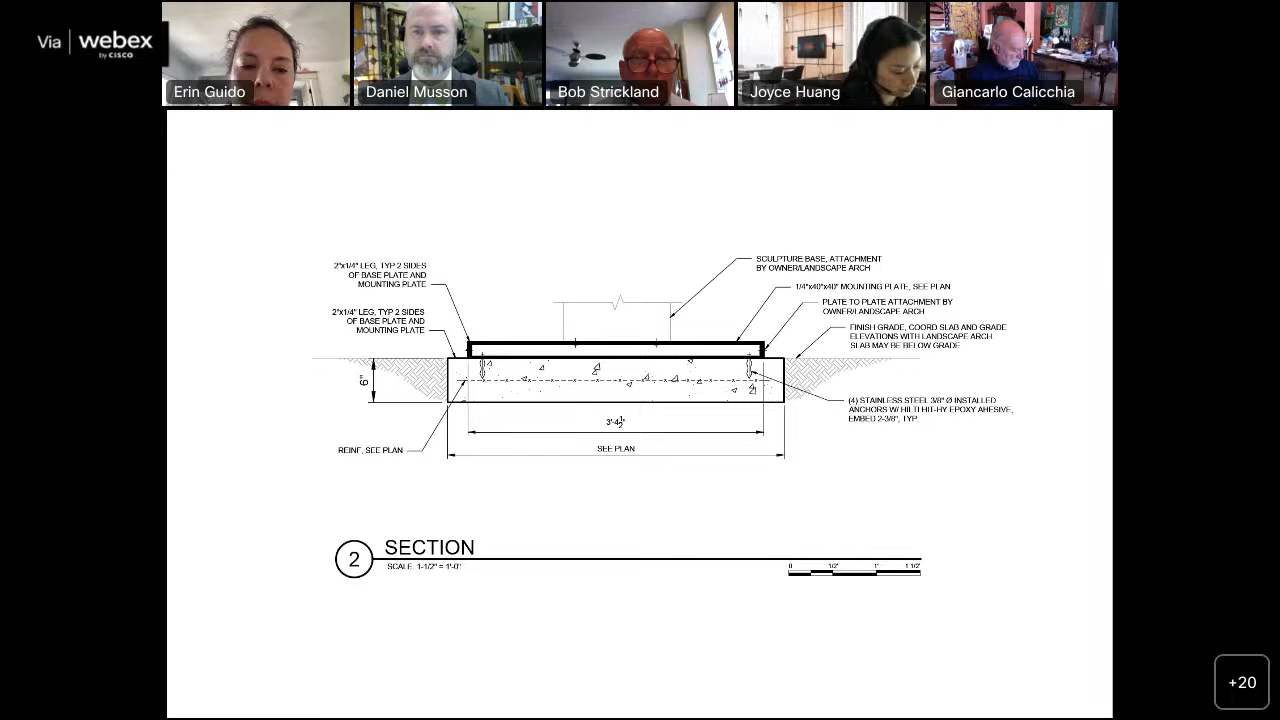 Via | webex
by CISCO
Erin Guido
Daniel Musson
Bob Strickland
Joyce Huang
Giancarlo Calicchia
2"x1/4" LEG, TYP 2 SIDES
OF BASE PLATE AND
MOUNTING PLATE
2"x1/4" LEG, TYP 2 SIDES
OF BASE PLATE AND
MOUNTING PLATE
6"
REINF, SEE PLAN
SCULPTURE BASE, ATTACHMENT
BY OWNER/LANDSCAPE ARCH
1/4"x40"x40" MOUNTING PLATE, SEE PLAN
PLATE TO PLATE ATTACHMENT BY
OWNER/LANDSCAPE ARCH
FINISH GRADE, COORD SLAB AND GRADE
ELEVATIONS WITH LANDSCAPE ARCH
SLAB MAY BE BELOW GRADE
(4) STAINLESS STEEL 3/8" Ø INSTALLED
ANCHORS W/ HILTI HIT-HY EPOXY AHESIVE,
EMBED 2-3/8", TYP.
3'-4 1/2"
SEE PLAN
2
SECTION
SCALE: 1-1/2" = 1'-0"
0 1/2' 1' 1 1/2'
+20